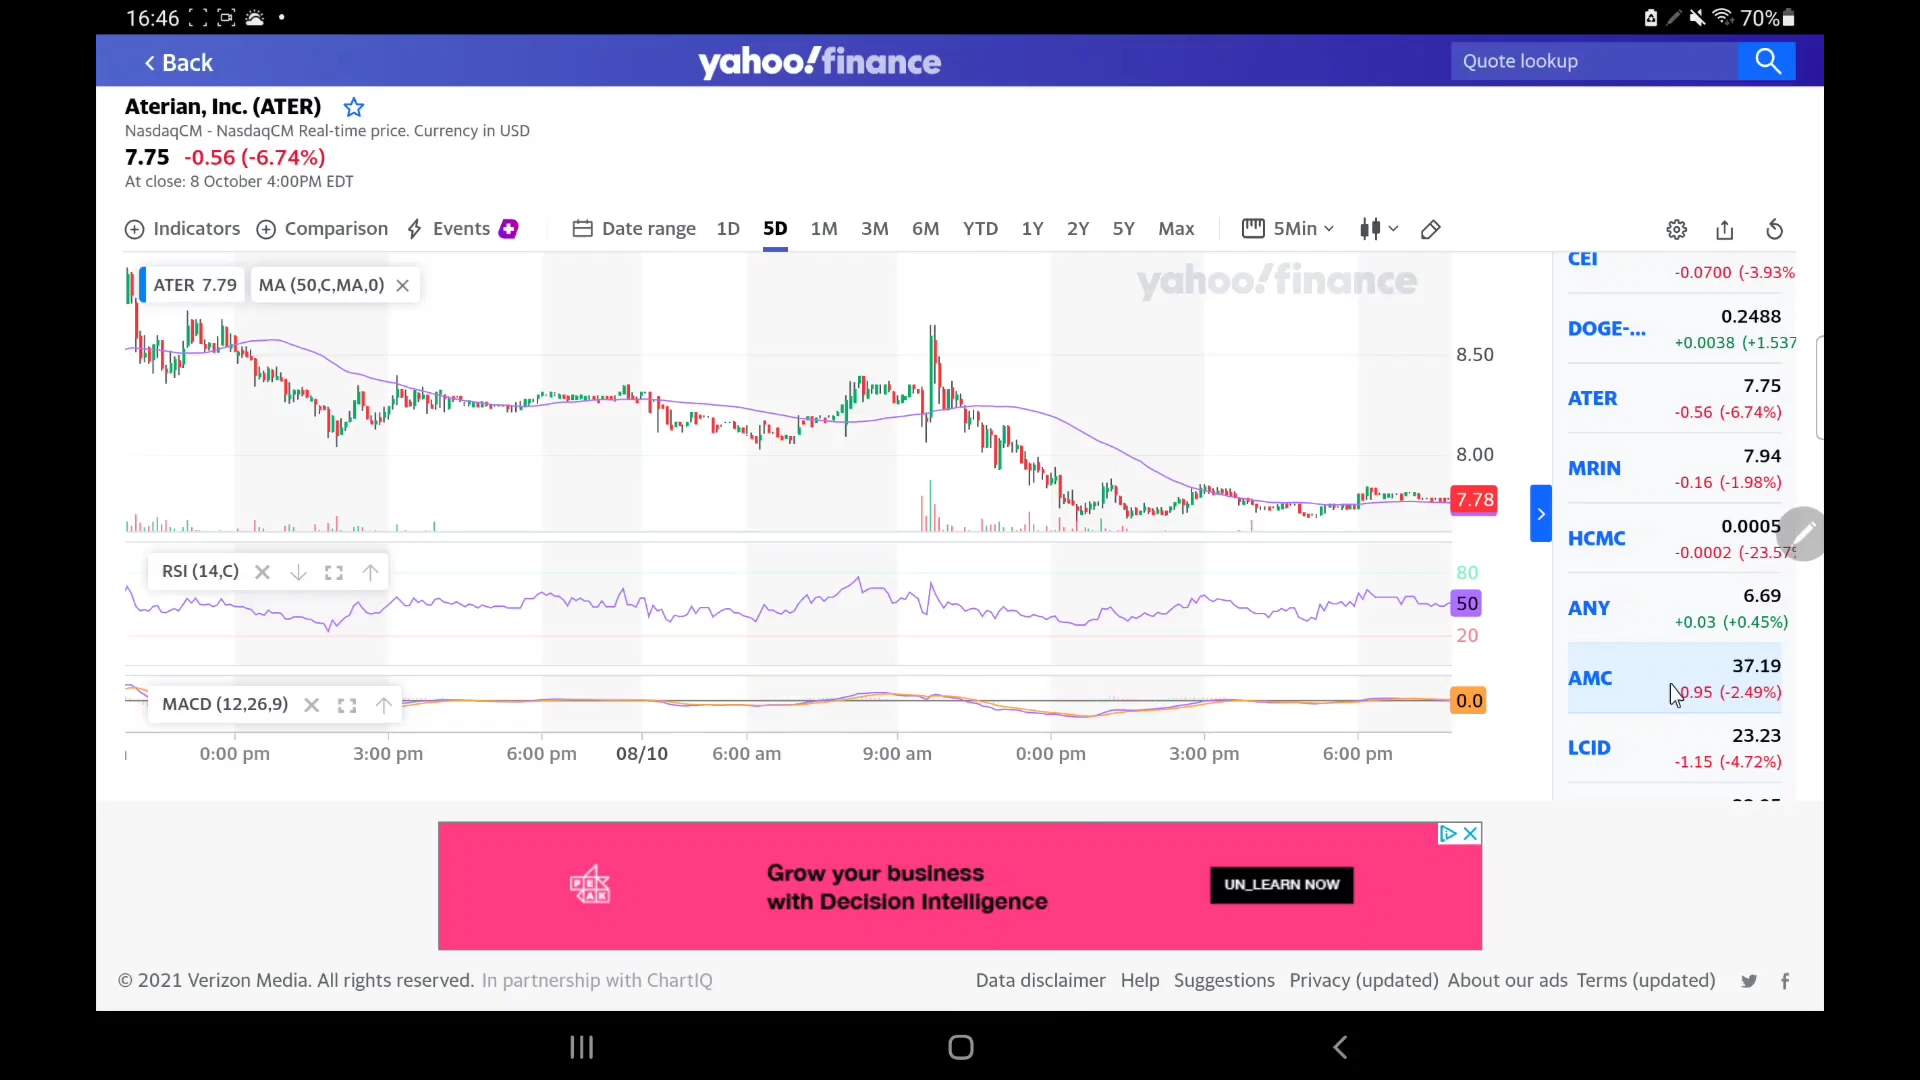 16:46
70%
Back
yahoo!finance
Quote lookup
Aterian, Inc. (ATER)
NasdaqCM - NasdaqCM Real-time price. Currency in USD
7.75 -0.56 (-6.74%)
At close: 8 October 4:00PM EDT
Indicators Comparison Events Date range 1D 5D 1M 3M 6M YTD 1Y 2Y 5Y Max 5Min
ATER 7.79 MA (50,C,MA,0)
yahoo!finance
8.50
8.00
7.78
RSI (14,C)
80
50
20
MACD (12,26,9)
0.0
0:00 pm 3:00 pm 6:00 pm 08/10 6:00 am 9:00 am 0:00 pm 3:00 pm 6:00 pm
CEI
-0.0700 (-3.93%
0.2488
DOGE-...
+0.0038 (+1.537
7.75
ATER
-0.56 (-6.74%)
7.94
MRIN
-0.16 (-1.98%)
0.0005
HCMC
-0.0002 (-23.57%
6.69
ANY
+0.03 (+0.45%)
37.19
AMC
0.95 (-2.49%)
23.23
LCID
-1.15 (-4.72%)
PEAK
Grow your business
with Decision Intelligence
UN_LEARN NOW
© 2021 Verizon Media. All rights reserved. In partnership with ChartIQ
Data disclaimer Help Suggestions Privacy (updated) About our ads Terms (updated)